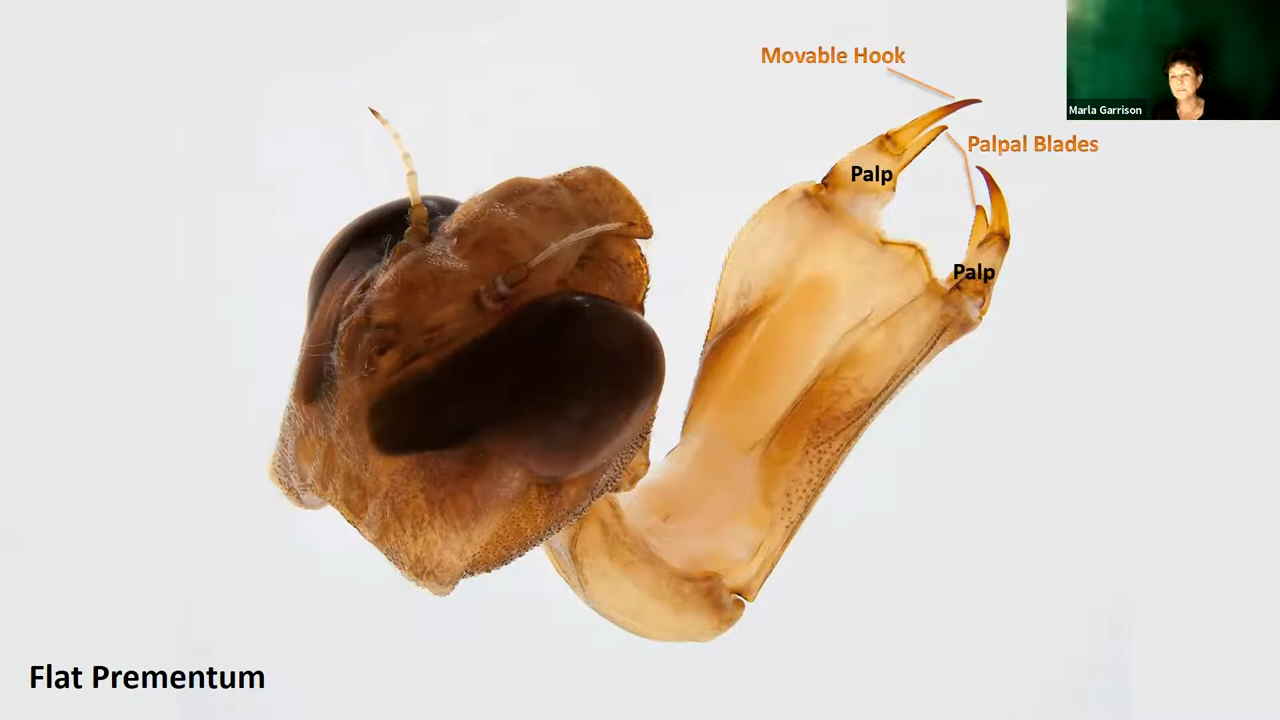 Movable Hook
Marla Garrison
Palpal Blades
Palp
Palp
Flat Prementum